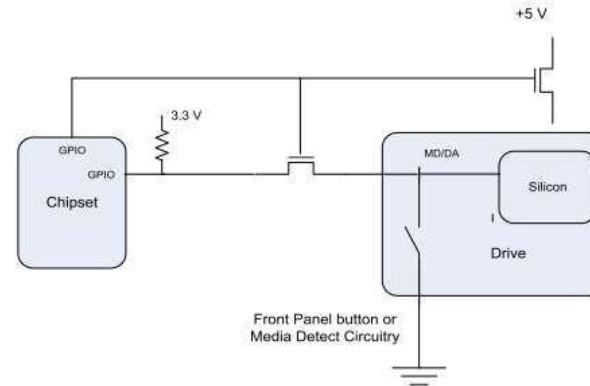 +5 V
3.3 V
GPIO
GPIO
Chipset
MD/DA
Silicon
Drive
Front Panel button or
Media Detect Circuitry